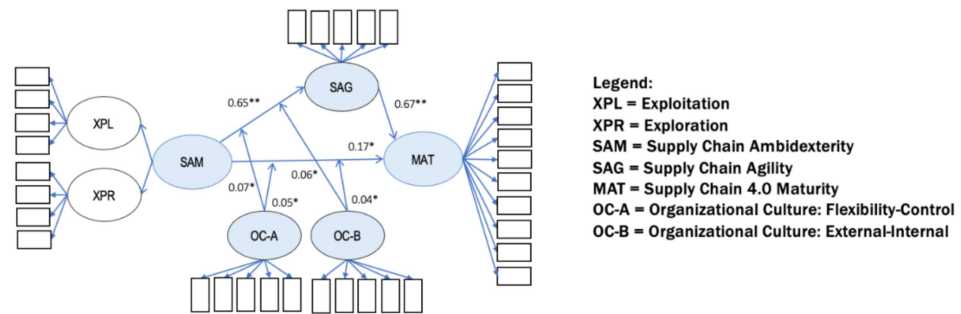 SAG
0.65**
0.67**
XPL
SAM
0.17*
MAT
XPR
0.07*
0.06*
0.05*
0.04*
OC-A
OC-B
Legend:
XPL = Exploitation
XPR = Exploration
SAM = Supply Chain Ambidexterity
SAG = Supply Chain Agility
MAT = Supply Chain 4.0 Maturity
OC-A = Organizational Culture: Flexibility-Control
OC-B = Organizational Culture: External-Internal